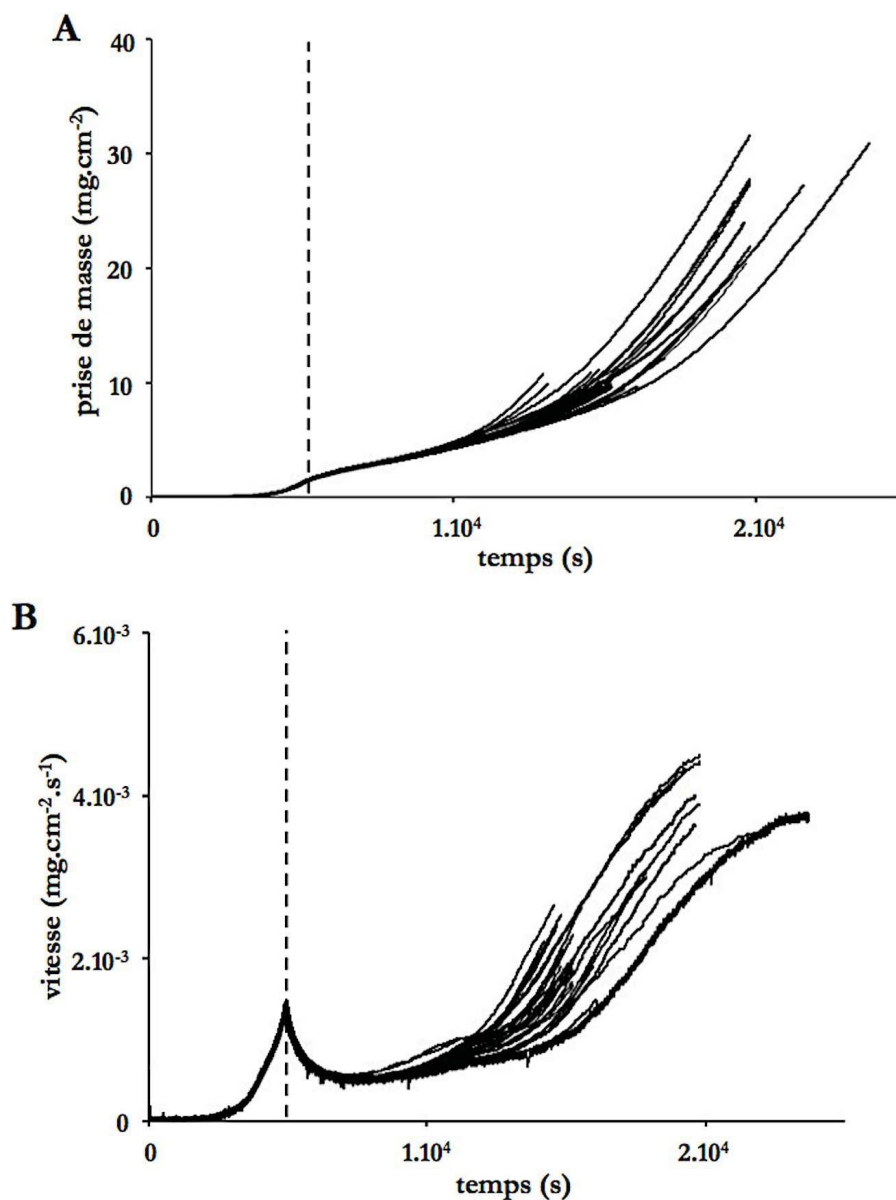 A
40
30
20
10
0
prise de masse (mg.cm⁻²)
0
1.10⁴
2.10⁴
temps (s)
B
6.10⁻³
4.10⁻³
2.10⁻³
0
vitesse (mg.cm⁻².s⁻¹)
0
1.10⁴
2.10⁴
temps (s)